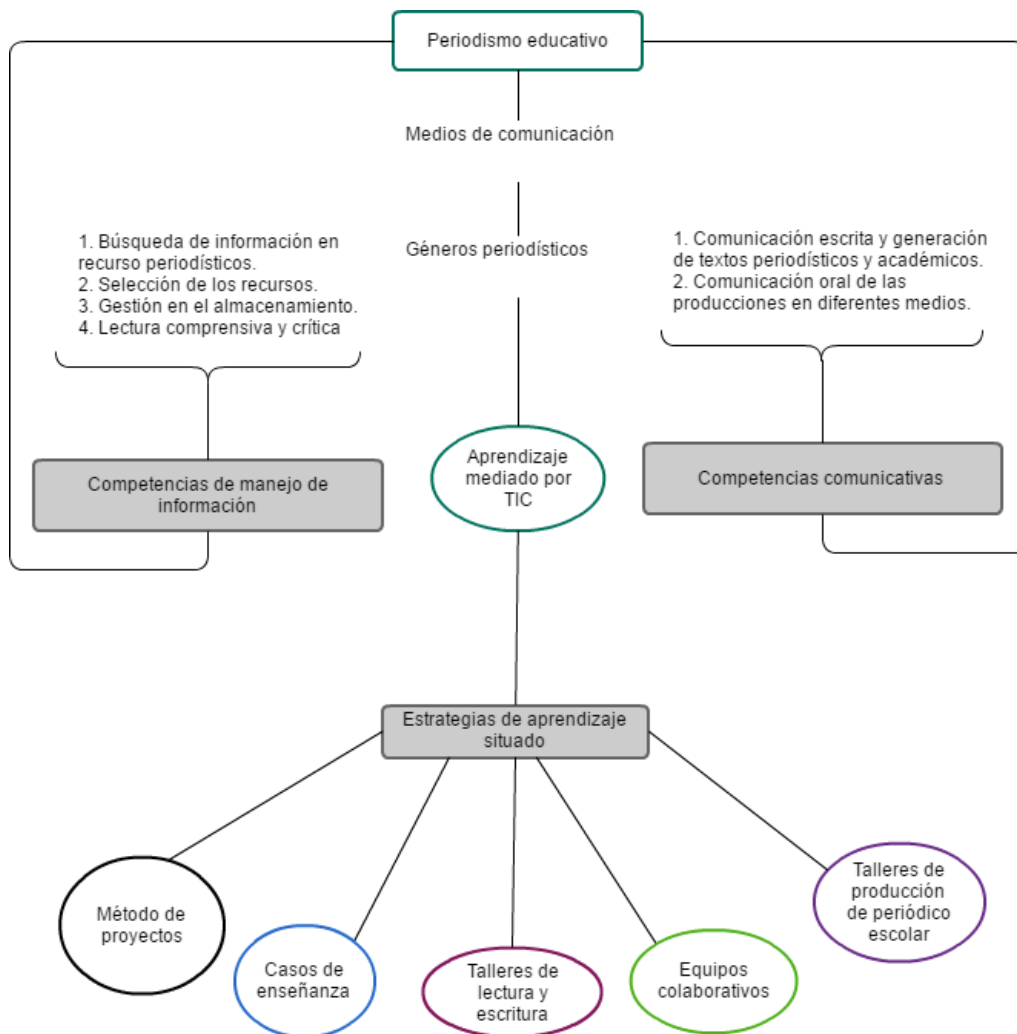 Periodismo educativo
Medios de comunicación
Géneros periodísticos
1. Búsqueda de información en
recurso periodísticos.
2. Selección de los recursos.
3. Gestión en el almacenamiento.
4. Lectura comprensiva y crítica
1. Comunicación escrita y generación
de textos periodísticos y académicos.
2. Comunicación oral de las
producciones en diferentes medios.
Competencias de manejo de
información
Aprendizaje
mediado por
TIC
Competencias comunicativas
Estrategias de aprendizaje
situado
Método de
proyectos
Casos de
enseñanza
Talleres de
lectura y
escritura
Equipos
colaborativos
Talleres de
producción
de periódico
escolar